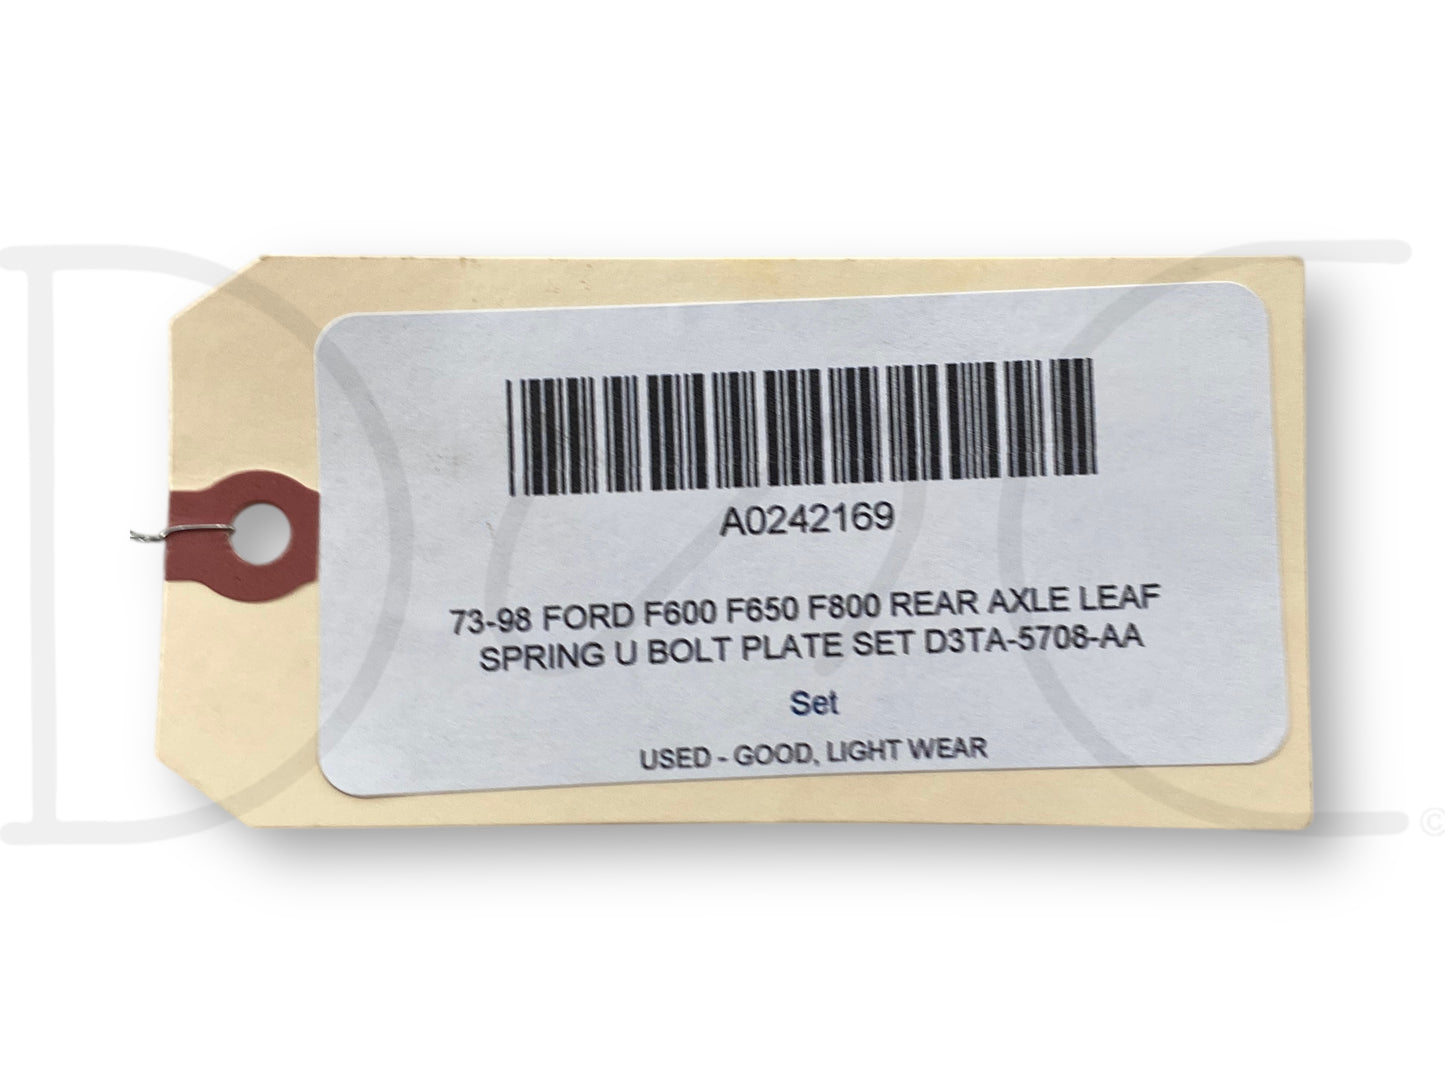 A0242169
73-98 FORD F600 F650 F800 REAR AXLE LEAF
SPRING U BOLT PLATE SET D3TA-5708-AA
Set
USED - GOOD, LIGHT WEAR
D C ©